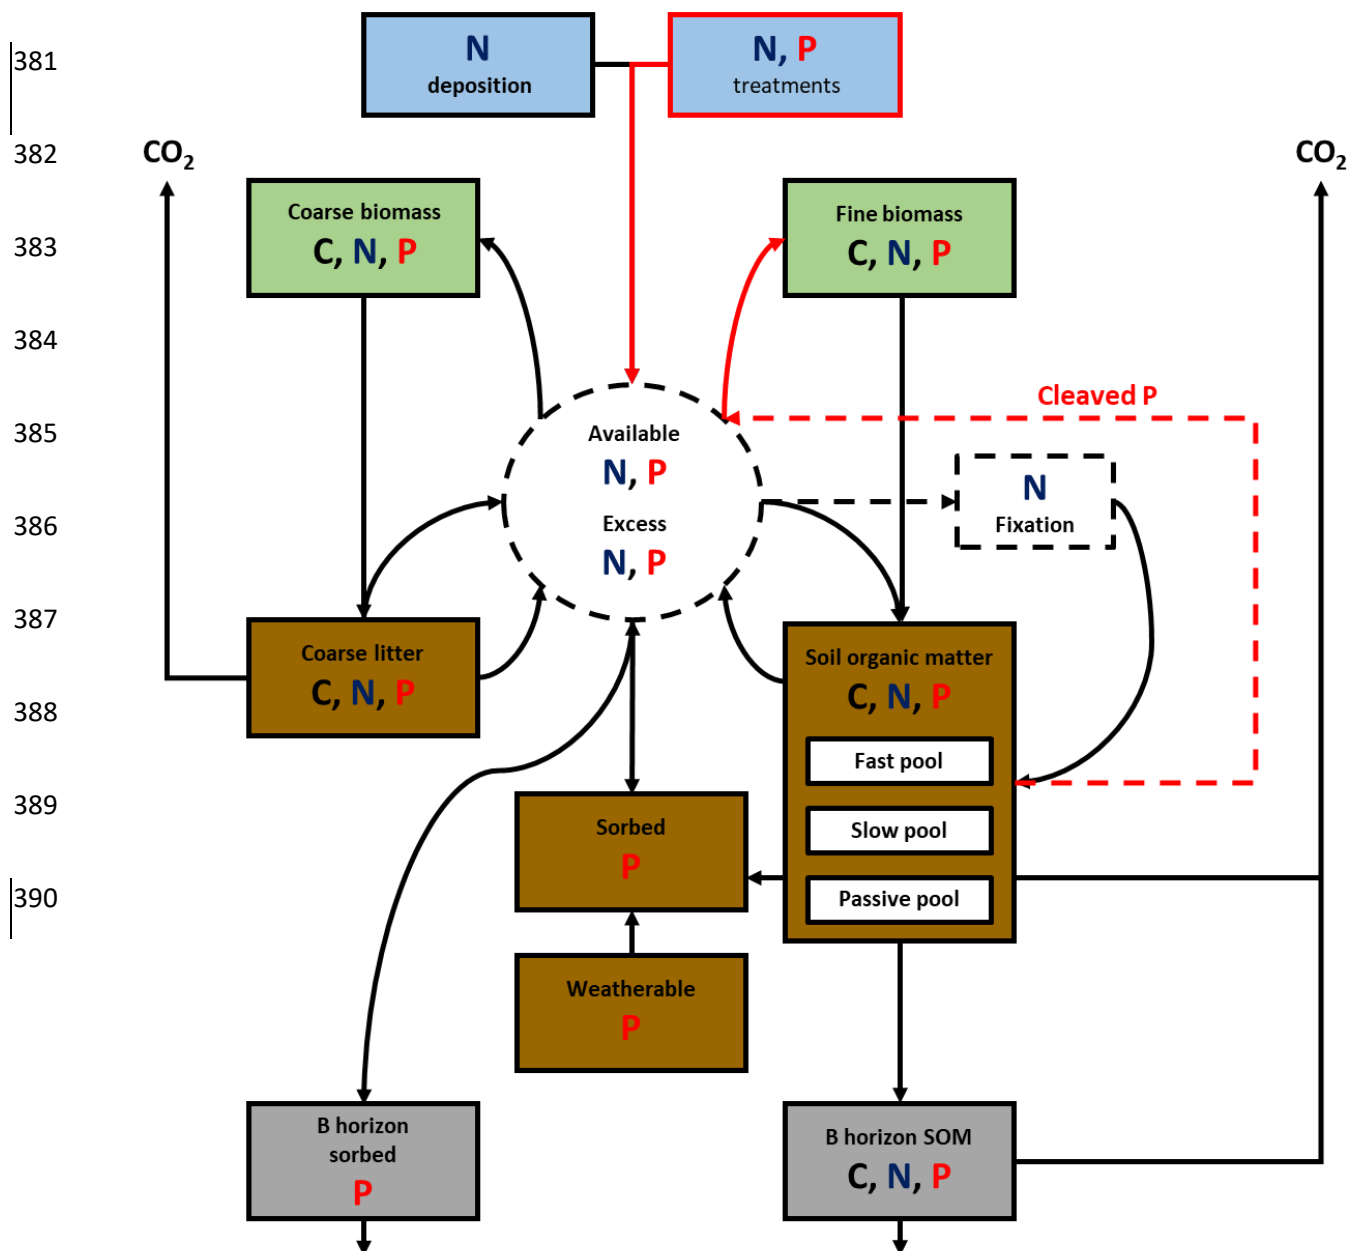 N
deposition
N, P
treatments
381
382
CO₂
CO₂
Coarse biomass
C, N, P
Fine biomass
C, N, P
383
384
Cleaved P
385
Available
N, P
Excess
N, P
N
Fixation
386
387
Coarse litter
C, N, P
Soil organic matter
C, N, P
388
Fast pool
389
Sorbed
P
Slow pool
390
Passive pool
Weatherable
P
B horizon
sorbed
P
B horizon SOM
C, N, P